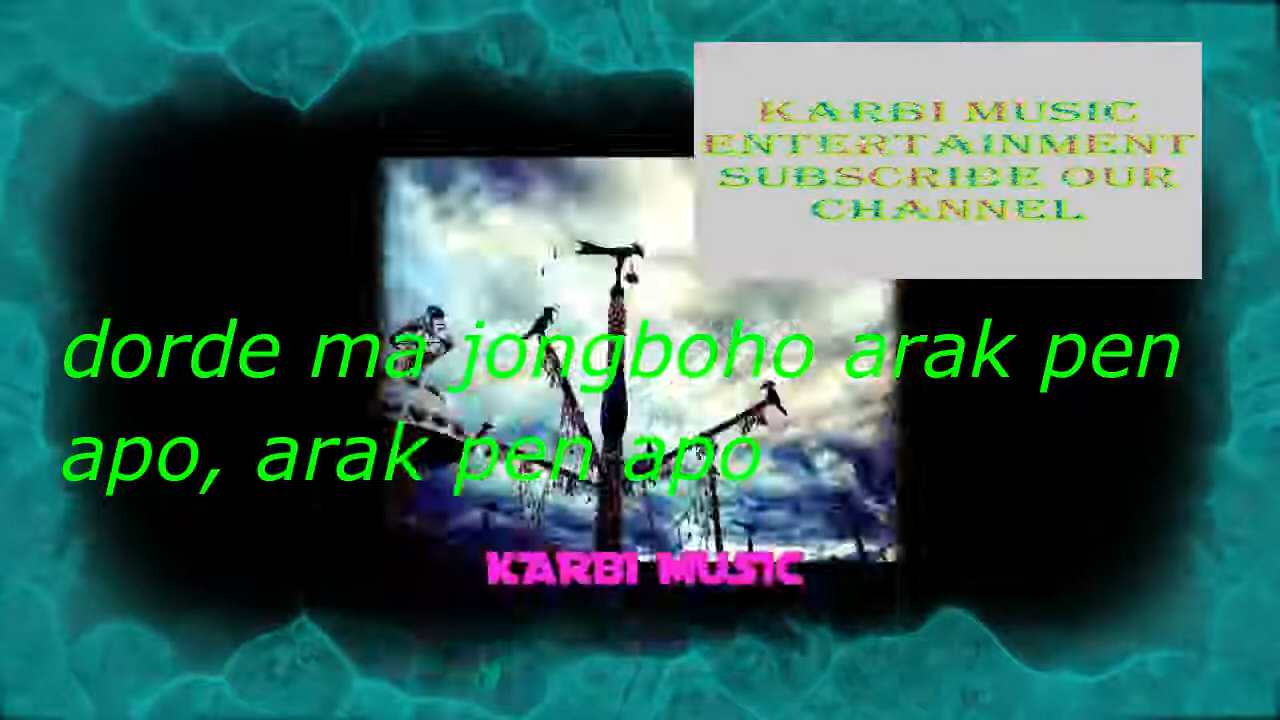 KARBI MUSIC
ENTERTAINMENT
SUBSCRIBE OUR
CHANNEL
dorde ma jongboho arak pen
apo, arak pen apo
KARBI MUSIC